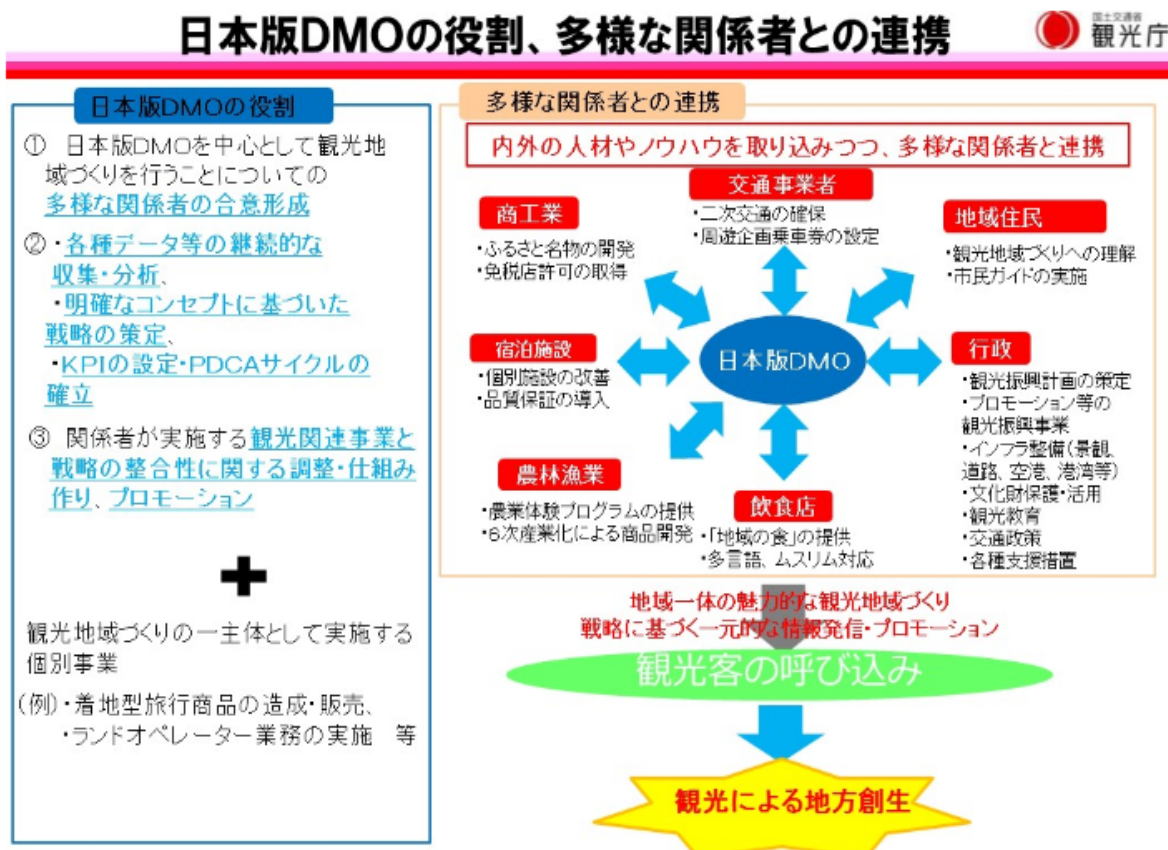 日本版DMOの役割、多様な関係者との連携
国土交通省
観光庁
日本版DMOの役割
① 日本版DMOを中心として観光地
域づくりを行うことについての
多様な関係者の合意形成
②・各種データ等の継続的な
収集・分析、
・明確なコンセプトに基づいた
戦略の策定、
・KPIの設定・PDCAサイクルの
確立
③ 関係者が実施する観光関連事業と
戦略の整合性に関する調整・仕組み
作り、プロモーション
+
観光地域づくりの一主体として実施する
個別事業
(例)・着地型旅行商品の造成・販売、
・ランドオペレーター業務の実施 等
多様な関係者との連携
内外の人材やノウハウを取り込みつつ、多様な関係者と連携
交通事業者
・二次交通の確保
・周遊企画乗車券の設定
商工業
・ふるさと名物の開発
・免税店許可の取得
地域住民
・観光地域づくりへの理解
・市民ガイドの実施
宿泊施設
・個別施設の改善
・品質保証の導入
日本版DMO
行政
・観光振興計画の策定
・プロモーション等の
観光振興事業
・インフラ整備(景観、
道路、空港、港湾等)
・文化財保護・活用
・観光教育
・交通政策
・各種支援措置
農林漁業
・農業体験プログラムの提供
・6次産業化による商品開発
飲食店
・「地域の食」の提供
・多言語、ムスリム対応
地域一体の魅力的な観光地域づくり
戦略に基づく一元的な情報発信・プロモーション
観光客の呼び込み
観光による地方創生